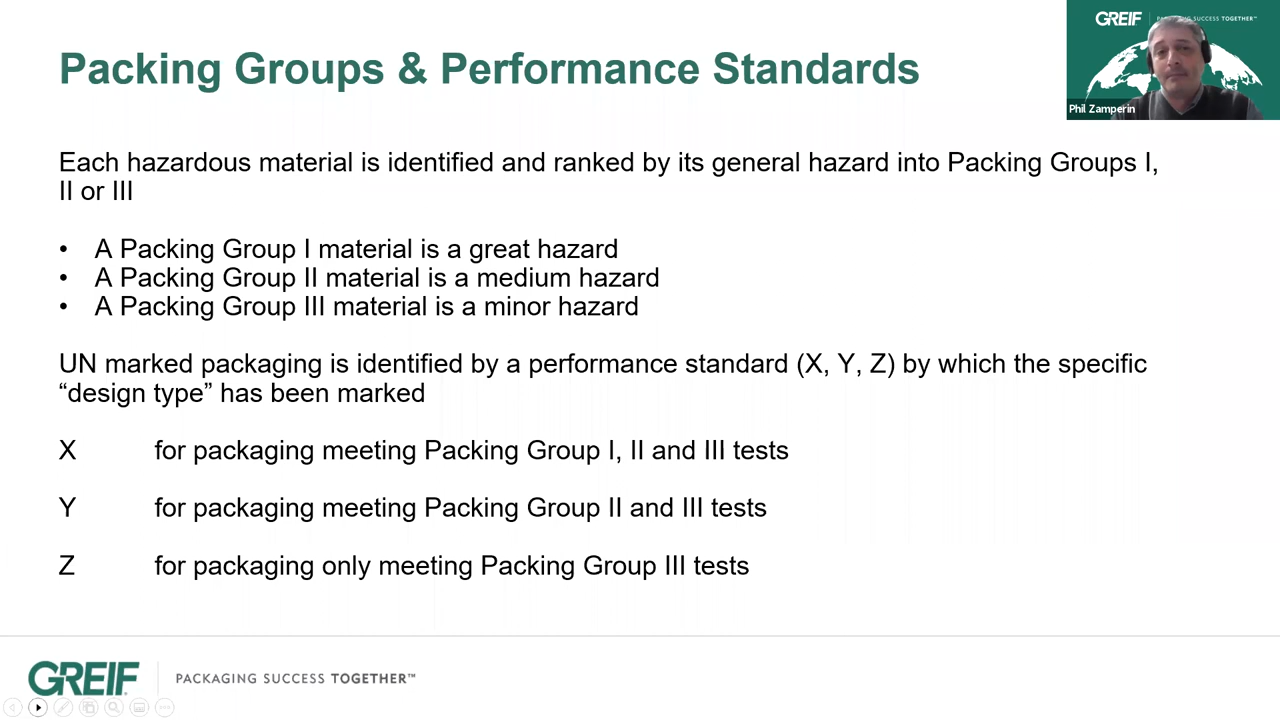 GREIF PACKAGING SUCCESS TOGETHER™
Phil Zamperin
Packing Groups & Performance Standards
Each hazardous material is identified and ranked by its general hazard into Packing Groups I,
II or III
• A Packing Group I material is a great hazard
• A Packing Group II material is a medium hazard
• A Packing Group III material is a minor hazard
UN marked packaging is identified by a performance standard (X, Y, Z) by which the specific
“design type” has been marked
X for packaging meeting Packing Group I, II and III tests
Y for packaging meeting Packing Group II and III tests
Z for packaging only meeting Packing Group III tests
GREIF PACKAGING SUCCESS TOGETHER™